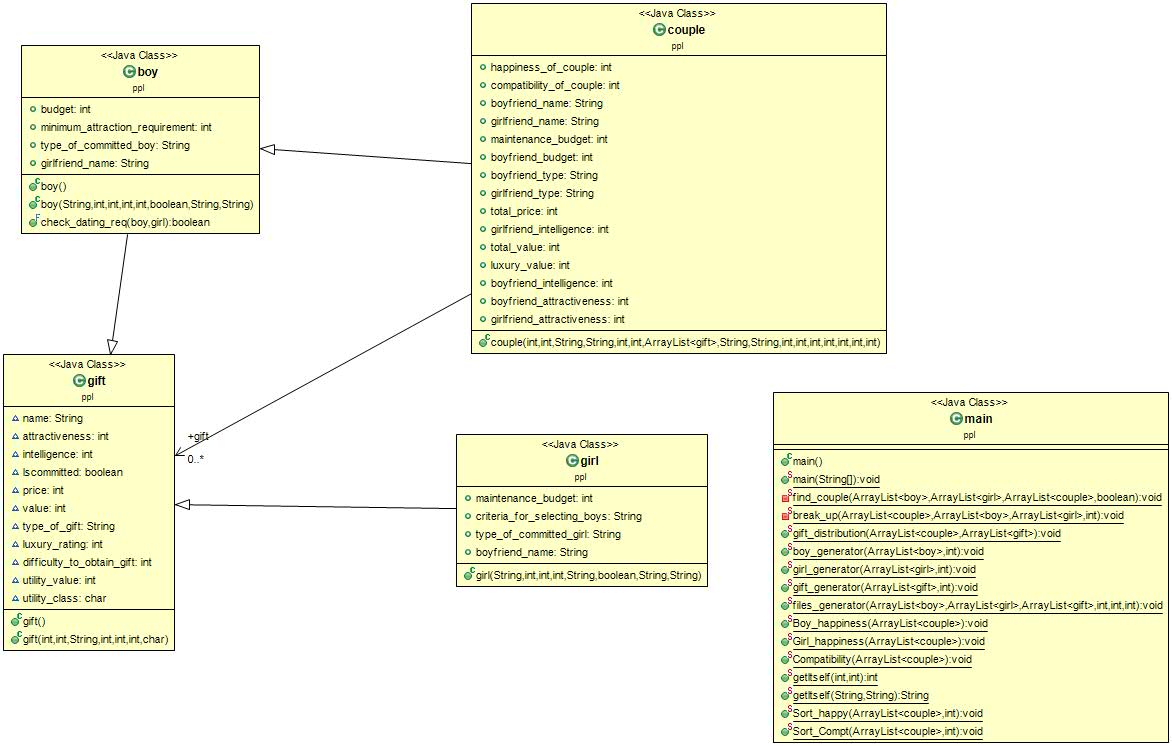 <<Java Class>>
boy
ppl
budget: int
minimum_attraction_requirement: int
type_of_committed_boy: String
girlfriend_name: String
boy()
boy(String,int,int,int,int,boolean,String,String)
check_dating_req(boy,girl):boolean
<<Java Class>>
couple
ppl
happiness_of_couple: int
compatibility_of_couple: int
boyfriend_name: String
girlfriend_name: String
maintenance_budget: int
boyfriend_budget: int
boyfriend_type: String
girlfriend_type: String
total_price: int
girlfriend_intelligence: int
total_value: int
luxury_value: int
boyfriend_intelligence: int
boyfriend_attractiveness: int
girlfriend_attractiveness: int
couple(int,int,String,String,int,int,ArrayList<gift>,String,String,int,int,int,int,int,int,int)
<<Java Class>>
gift
ppl
name: String
attractiveness: int
intelligence: int
Iscommitted: boolean
price: int
value: int
type_of_gift: String
luxury_rating: int
difficulty_to_obtain_gift: int
utility_value: int
utility_class: char
gift()
gift(int,int,String,int,int,int,char)
+gift
0..*
<<Java Class>>
girl
ppl
maintenance_budget: int
criteria_for_selecting_boys: String
type_of_committed_girl: String
boyfriend_name: String
girl(String,int,int,int,String,boolean,String,String)
<<Java Class>>
main
ppl
main()
main(String[]):void
find_couple(ArrayList<boy>,ArrayList<girl>,ArrayList<couple>,boolean):void
break_up(ArrayList<couple>,ArrayList<boy>,ArrayList<girl>,int):void
gift_distribution(ArrayList<couple>,ArrayList<gift>):void
boy_generator(ArrayList<boy>,int):void
girl_generator(ArrayList<girl>,int):void
gift_generator(ArrayList<gift>,int):void
files_generator(ArrayList<boy>,ArrayList<girl>,ArrayList<gift>,int,int,int):void
Boy_happiness(ArrayList<couple>):void
Girl_happiness(ArrayList<couple>):void
Compatibility(ArrayList<couple>):void
getItself(int,int):int
getItself(String,String):String
Sort_happy(ArrayList<couple>,int):void
Sort_Compt(ArrayList<couple>,int):void